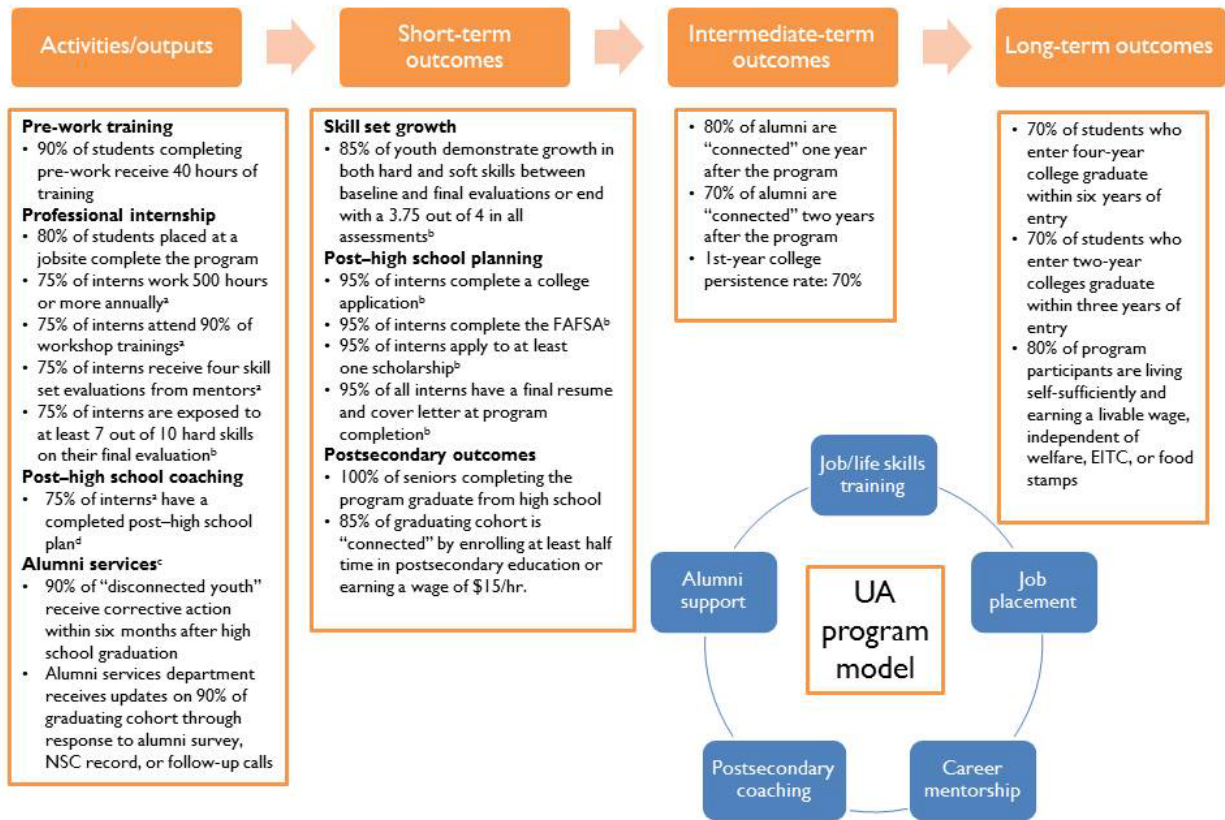 Activities/outputs
Short-term
outcomes
Intermediate-term
outcomes
Long-term outcomes
Pre-work training
• 90% of students completing
pre-work receive 40 hours of
training
Professional internship
• 80% of students placed at a
jobsite complete the program
• 75% of interns work 500 hours
or more annuallyᵃ
• 75% of interns attend 90% of
workshop trainingsᵃ
• 75% of interns receive four skill
set evaluations from mentorsᵃ
• 75% of interns are exposed to
at least 7 out of 10 hard skills
on their final evaluationᵇ
Post–high school coaching
• 75% of internsᵃ have a
completed post–high school
planᵈ
Alumni servicesᶜ
• 90% of “disconnected youth”
receive corrective action
within six months after high
school graduation
• Alumni services department
receives updates on 90% of
graduating cohort through
response to alumni survey,
NSC record, or follow-up calls
Skill set growth
• 85% of youth demonstrate growth in
both hard and soft skills between
baseline and final evaluations or end
with a 3.75 out of 4 in all
assessmentsᵇ
Post–high school planning
• 95% of interns complete a college
applicationᵇ
• 95% of interns complete the FAFSAᵇ
• 95% of interns apply to at least
one scholarshipᵇ
• 95% of all interns have a final resume
and cover letter at program
completionᵇ
Postsecondary outcomes
• 100% of seniors completing the
program graduate from high school
• 85% of graduating cohort is
“connected” by enrolling at least half
time in postsecondary education or
earning a wage of $15/hr.
• 80% of alumni are
“connected” one year
after the program
• 70% of alumni are
“connected” two years
after the program
• 1st-year college
persistence rate: 70%
• 70% of students who
enter four-year
college graduate
within six years of
entry
• 70% of students who
enter two-year
colleges graduate
within three years of
entry
• 80% of program
participants are living
self-sufficiently and
earning a livable wage,
independent of
welfare, EITC, or food
stamps
Job/life skills
training
Alumni
support
UA
program
model
Job
placement
Postsecondary
coaching
Career
mentorship